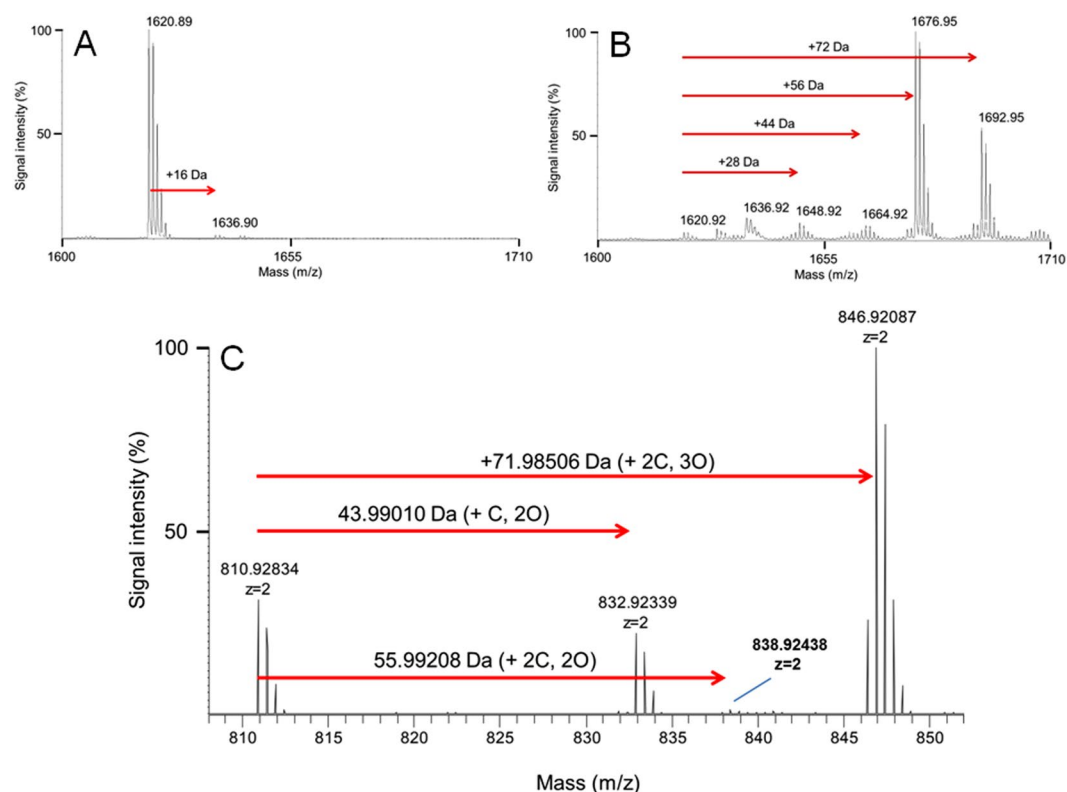 A
Signal intensity (%)
100
50
1620.89
+16 Da
1636.90
1600
1655
1710
Mass (m/z)
B
Signal intensity (%)
100
50
1676.95
+72 Da
+56 Da
1692.95
+44 Da
+28 Da
1620.92
1636.92
1648.92
1664.92
1600
1655
1710
Mass (m/z)
C
Signal intensity (%)
100
50
846.92087
z=2
+71.98506 Da (+ 2C, 3O)
43.99010 Da (+ C, 2O)
810.92834
z=2
832.92339
z=2
55.99208 Da (+ 2C, 2O)
838.92438
z=2
810
815
820
825
830
835
840
845
850
Mass (m/z)